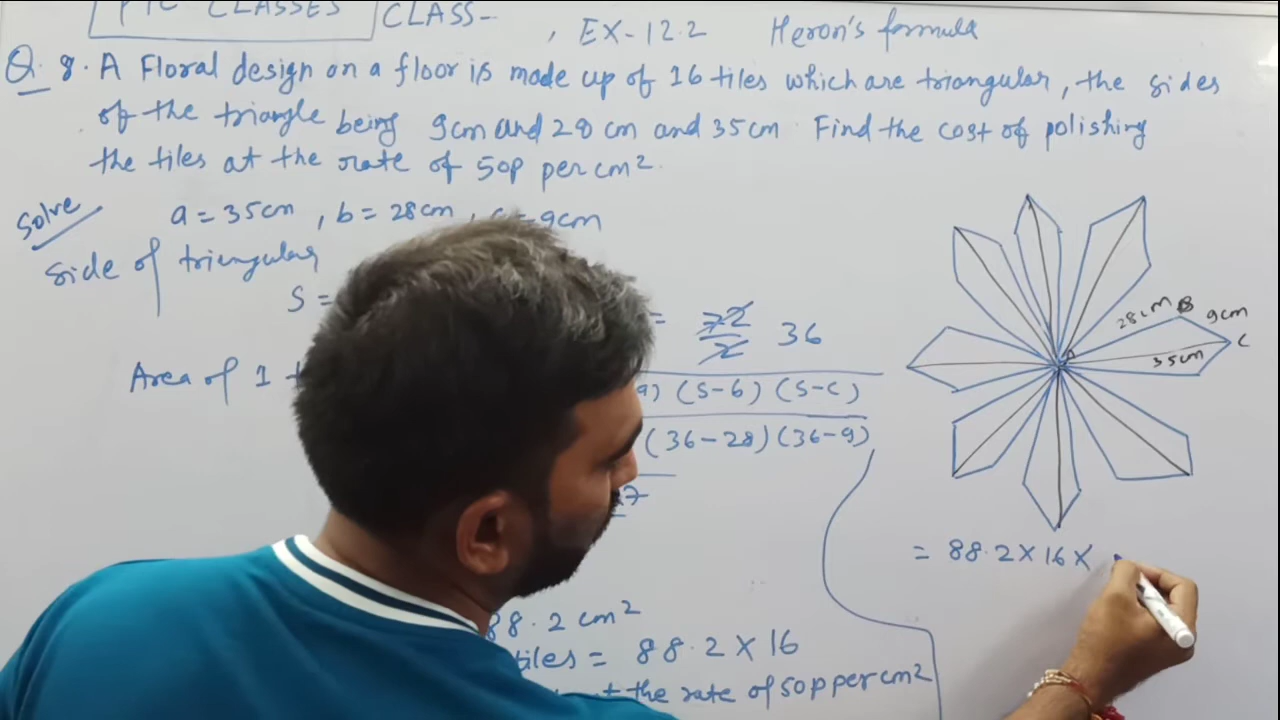 CLASSES CLASS-
, EX-12.2 Heron's formula
Q.8. A Floral design on a floor is made up of 16 tiles which are triangular, the sides
of the triangle being 9cm and 28 cm and 35cm Find the cost of polishing
the tiles at the rate of 50p per cm²
Solve
a = 35cm, b = 28cm, c = 9cm
side of triangular
S =
= 72/2 36
Area of 1
a) (S-b) (S-c)
(36-28) (36-9)
28cm B 9cm
C
35cm
= 88.2 × 16 ×
88.2 cm²
tiles = 88.2 × 16
at the rate of 50p per cm²